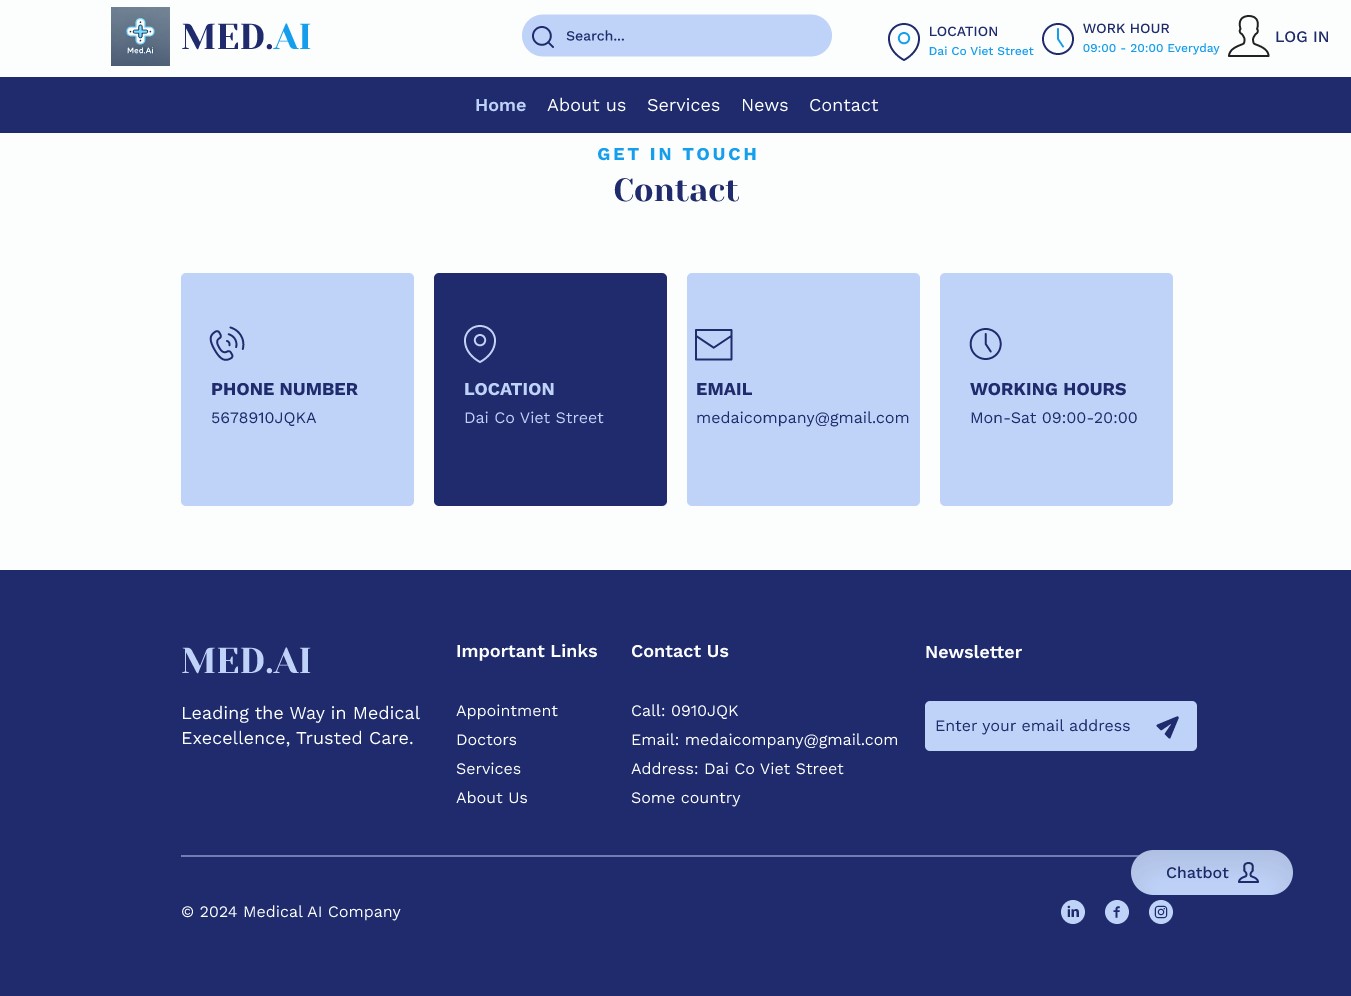 Med.Ai
MED.AI
Search...
LOCATION
Dai Co Viet Street
WORK HOUR
09:00 - 20:00 Everyday
LOG IN
Home About us Services News Contact
GET IN TOUCH
Contact
PHONE NUMBER
5678910JQKA
LOCATION
Dai Co Viet Street
EMAIL
medaicompany@gmail.com
WORKING HOURS
Mon-Sat 09:00-20:00
MED.AI
Leading the Way in Medical
Execellence, Trusted Care.
Important Links
Appointment
Doctors
Services
About Us
Contact Us
Call: 0910JQK
Email: medaicompany@gmail.com
Address: Dai Co Viet Street
Some country
Newsletter
Enter your email address
Chatbot
© 2024 Medical AI Company